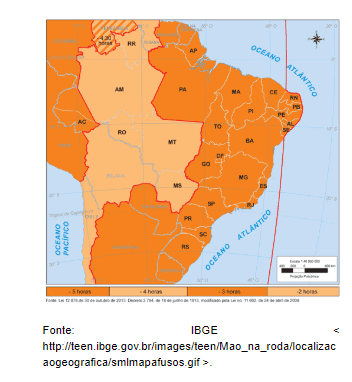 - 4:30
horas
RR
AP
OCEANO ATLÂNTICO
AM
PA
MA
CE
RN
PB
PI
PE
AL
SE
AC
RO
TO
BA
MT
DF
GO
MG
ES
MS
SP
RJ
PR
SC
RS
OCEANO
PACÍFICO
OCEANO ATLÂNTICO
- 5 horas
- 4 horas
- 3 horas
- 2 horas
Fonte: IBGE <
http://teen.ibge.gov.br/images/teen/Mao_na_roda/localizac
aogeografica/smlmapafusos.gif >.